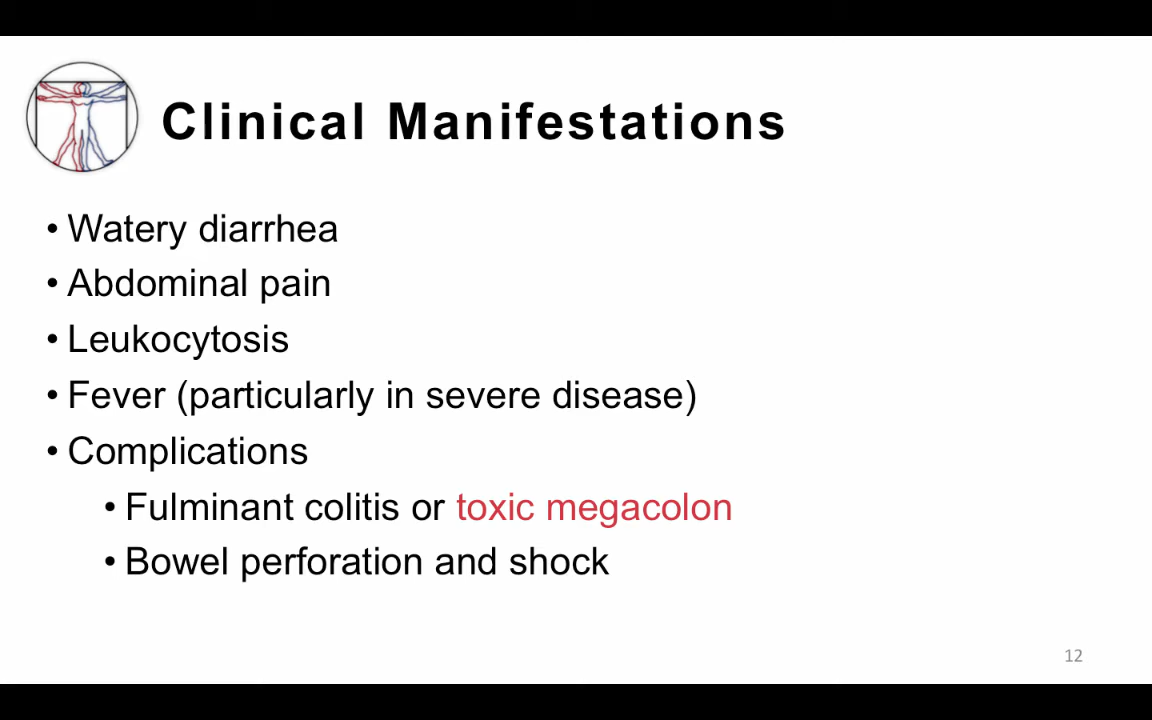 Clinical Manifestations
• Watery diarrhea
• Abdominal pain
• Leukocytosis
• Fever (particularly in severe disease)
• Complications
• Fulminant colitis or toxic megacolon
• Bowel perforation and shock
12